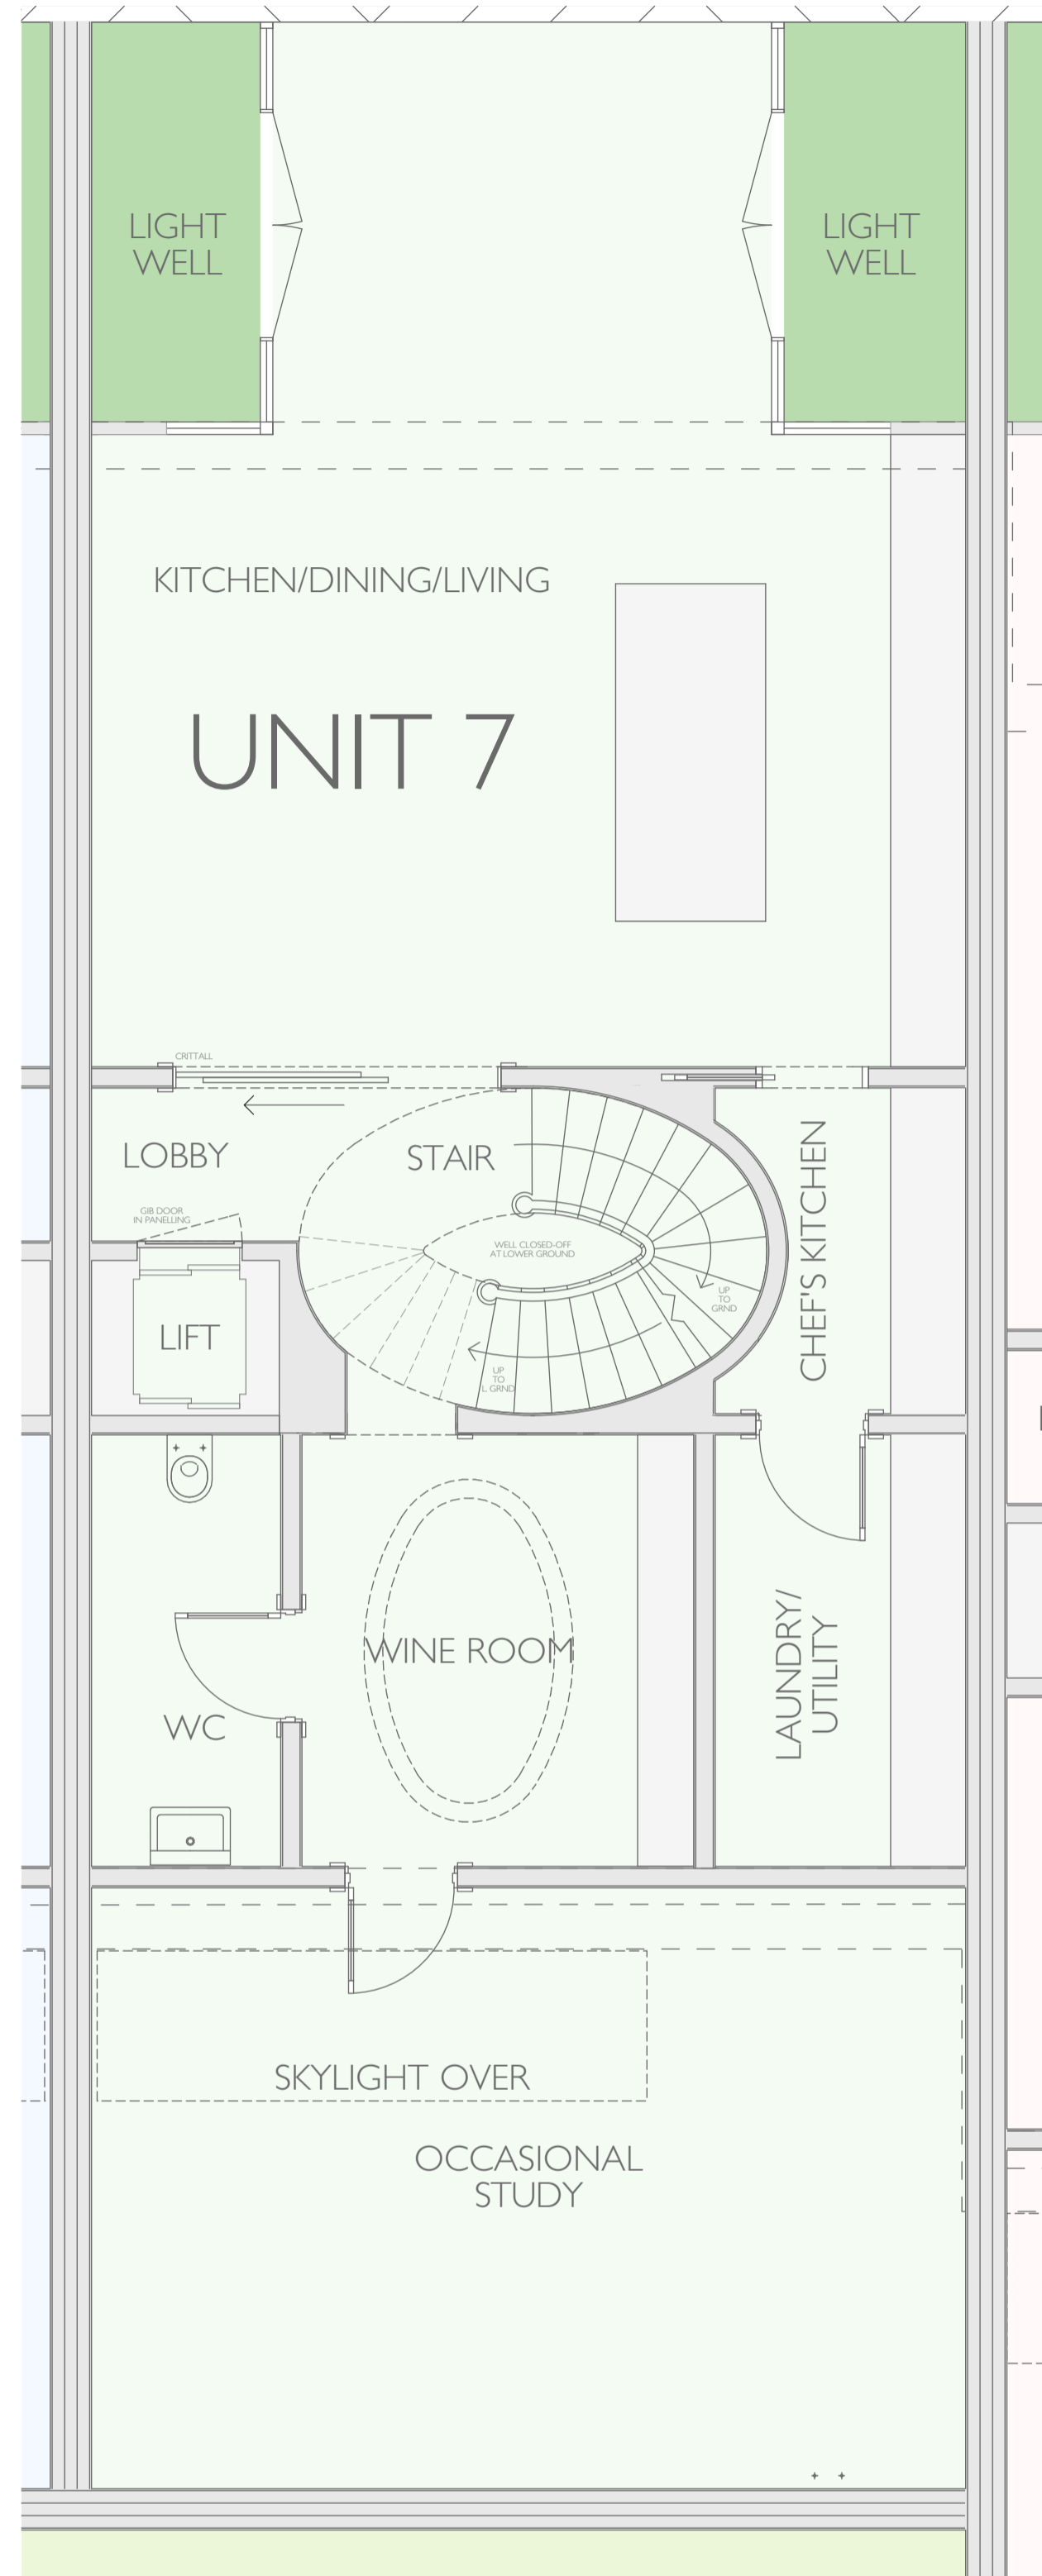 LIGHT
WELL
LIGHT
WELL
KITCHEN/DINING/LIVING
UNIT 7
CRITTALL
LOBBY
STAIR
GIB DOOR
IN PANELLING
WELL CLOSED-OFF
AT LOWER GROUND
CHEF'S KITCHEN
UP
TO
GRND
LIFT
UP
TO
L. GRND
WINE ROOM
LAUNDRY/
UTILITY
WC
SKYLIGHT OVER
OCCASIONAL
STUDY